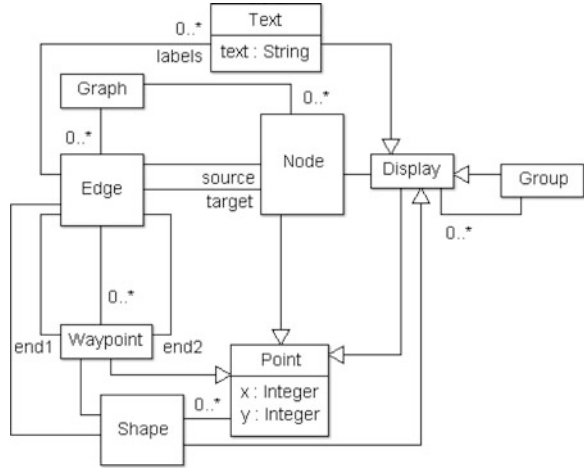 0..*
Text
labels
text : String
Graph
0..*
0..*
Node
Edge
source
target
Display
Group
0..*
0..*
end1
Waypoint
end2
Point
x : Integer
y : Integer
0..*
Shape